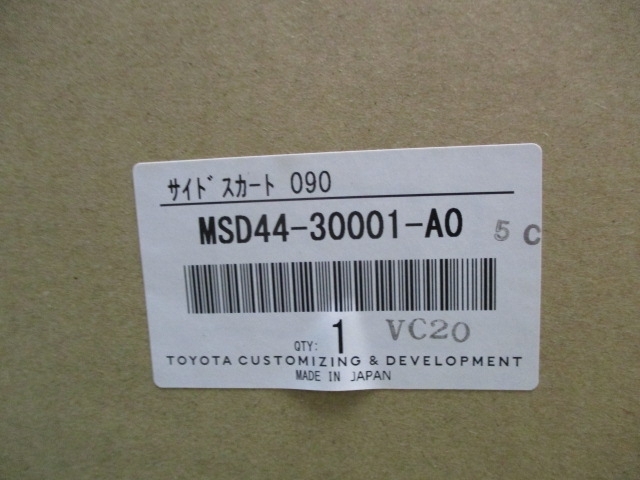 サイドスカート 090
MSD44-30001-A0 5 C
QTY: 1 VC20
TOYOTA CUSTOMIZING & DEVELOPMENT
MADE IN JAPAN